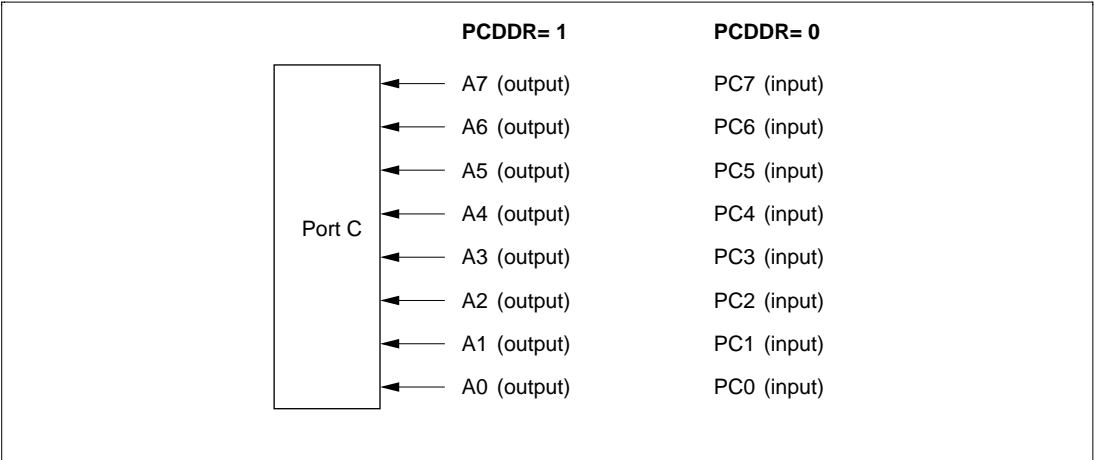 PCDDR= 1 PCDDR= 0
A7 (output) PC7 (input)
A6 (output) PC6 (input)
A5 (output) PC5 (input)
A4 (output) PC4 (input)
Port C
A3 (output) PC3 (input)
A2 (output) PC2 (input)
A1 (output) PC1 (input)
A0 (output) PC0 (input)